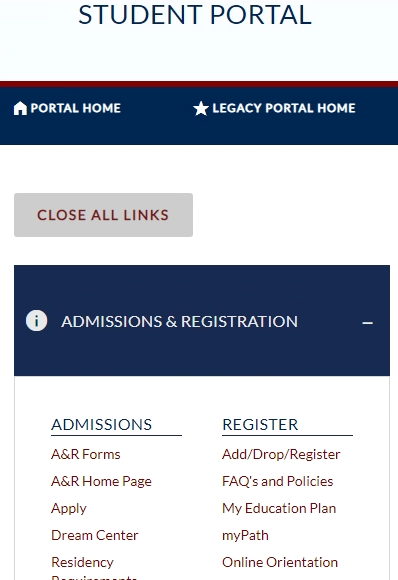 STUDENT PORTAL
PORTAL HOME
LEGACY PORTAL HOME
CLOSE ALL LINKS
ADMISSIONS & REGISTRATION
ADMISSIONS
A&R Forms
A&R Home Page
Apply
Dream Center
Residency
Requirements
REGISTER
Add/Drop/Register
FAQ's and Policies
My Education Plan
myPath
Online Orientation